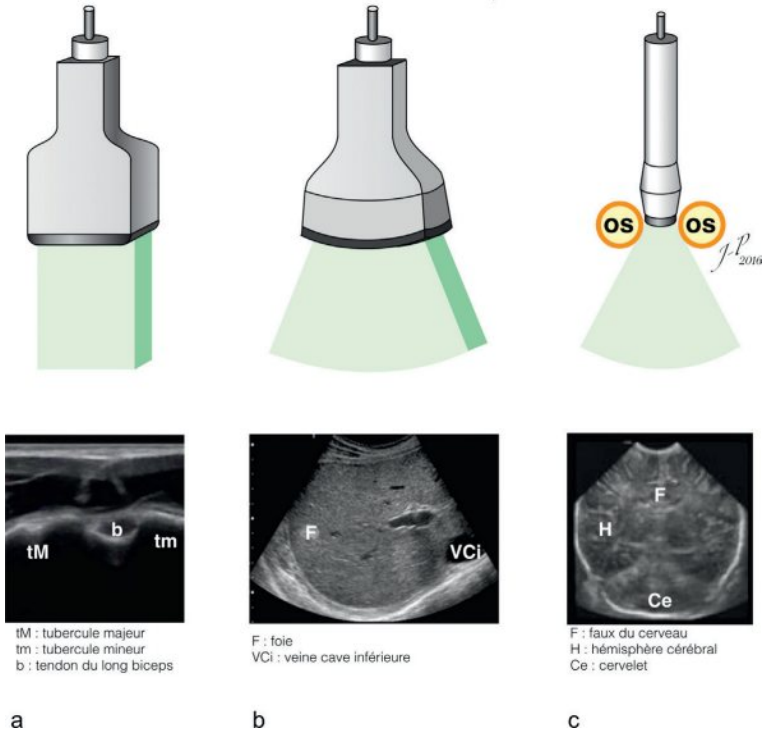 os
os
J-P
2016
tM
b
tm
F
VCi
F
H
Ce
tM : tubercule majeur
tm : tubercule mineur
b : tendon du long biceps
F : foie
VCi : veine cave inférieure
F : faux du cerveau
H : hémisphère cérébral
Ce : cervelet
a
b
c